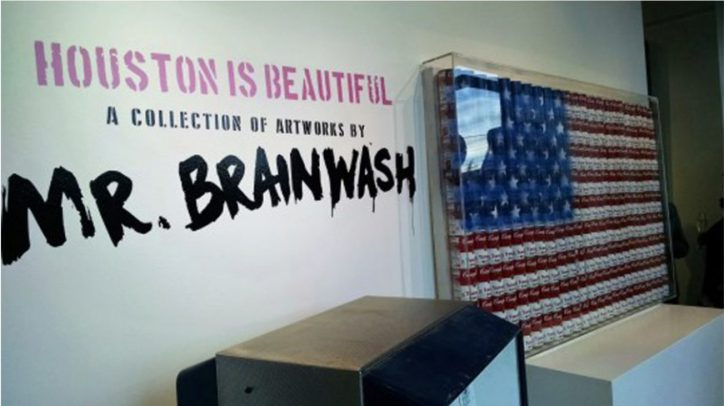 HOUSTON IS BEAUTIFUL
A COLLECTION OF ARTWORKS BY
MR. BRAINWASH